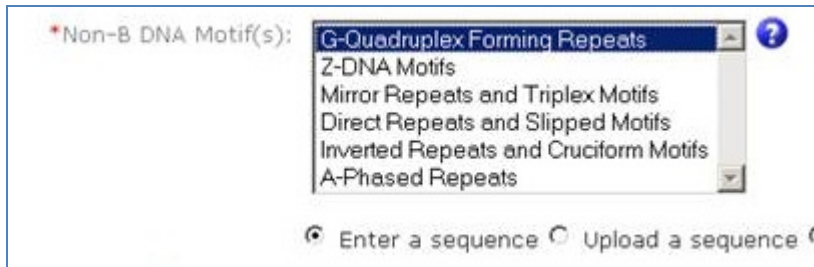 *Non-B DNA Motif(s): G-Quadruplex Forming Repeats ?
Z-DNA Motifs
Mirror Repeats and Triplex Motifs
Direct Repeats and Slipped Motifs
Inverted Repeats and Cruciform Motifs
A-Phased Repeats
Enter a sequence Upload a sequence